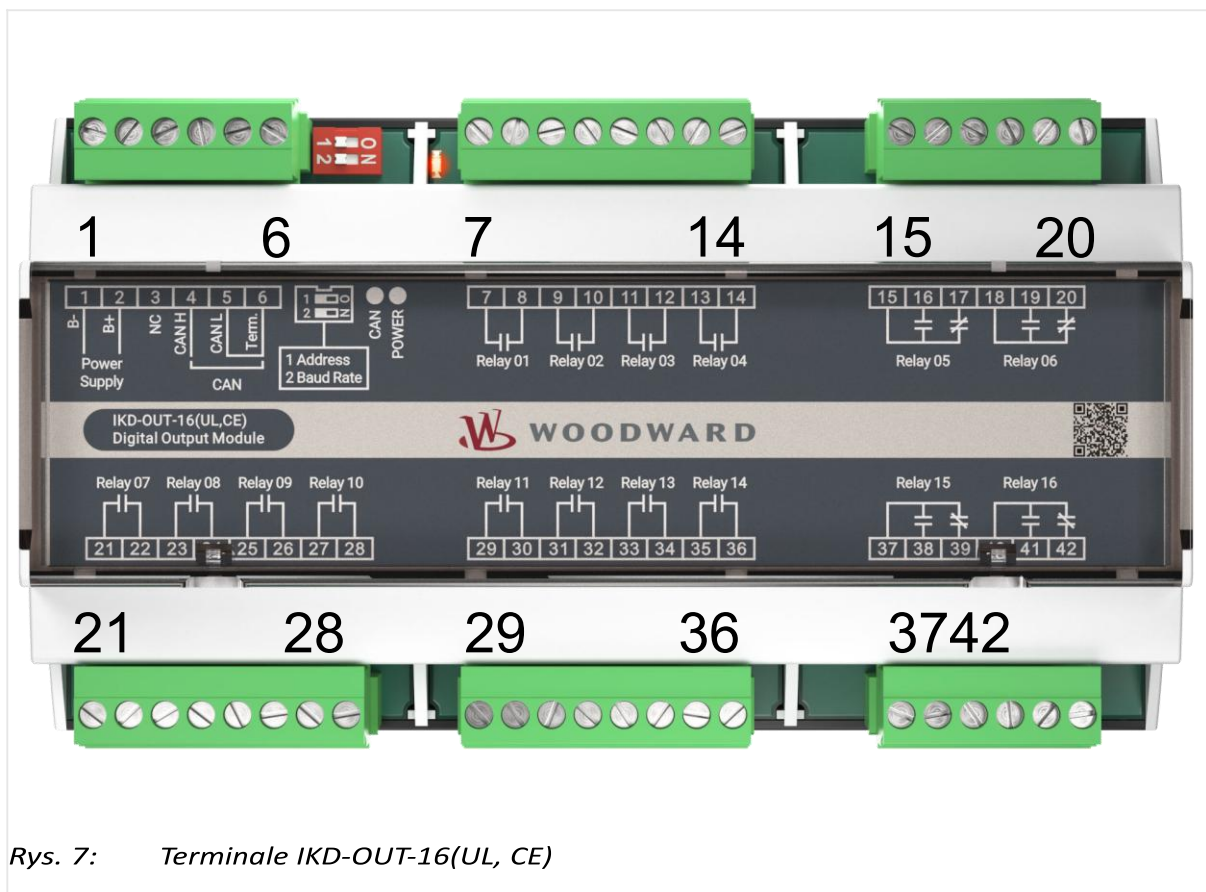 1 2 O N
1 6 7 14 15 20
1 2 3 4 5 6
B- B+ NC CAN H CAN L Term.
Power Supply
CAN
1 2 O N
1 Address
2 Baud Rate
CAN POWER
7 8 9 10 11 12 13 14
Relay 01 Relay 02 Relay 03 Relay 04
15 16 17 18 19 20
Relay 05 Relay 06
IKD-OUT-16(UL,CE)
Digital Output Module
WOODWARD
Relay 07 Relay 08 Relay 09 Relay 10
21 22 23 25 26 27 28
Relay 11 Relay 12 Relay 13 Relay 14
29 30 31 32 33 34 35 36
Relay 15 Relay 16
37 38 39 41 42
21 28 29 36 3742
Rys. 7: Terminale IKD-OUT-16(UL, CE)